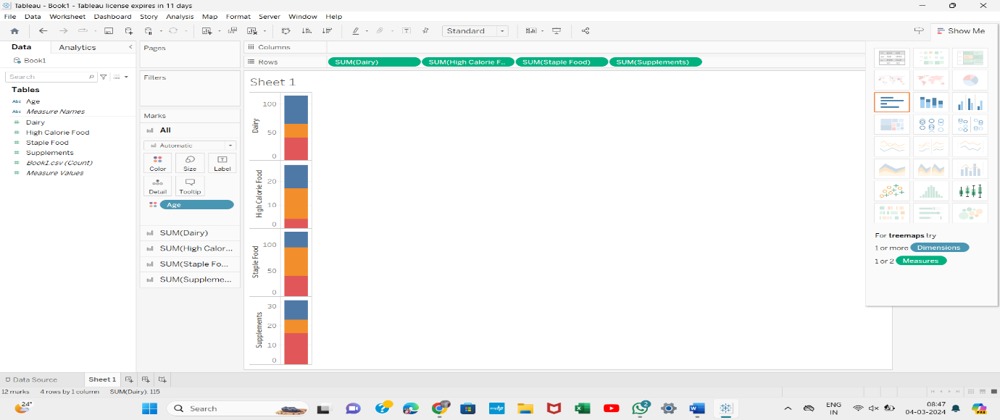 Tableau - Book1 - Tableau license expires in 11 days
File Data Worksheet Dashboard Story Analysis Map Format Server Window Help
Standard
Show Me
Data Analytics
Pages
Columns
Book1
Rows SUM(Dairy) SUM(High Calorie F.. SUM(Staple Food) SUM(Supplements)
Search
Filters
Sheet 1
Tables
Abc Age
Abc Measure Names
Dairy
High Calorie Food
Staple Food
Supplements
Book1.csv (Count)
Measure Values
Marks
All
Automatic
Color Size Label
Detail Tooltip
Age
SUM(Dairy)
SUM(High Calor...
SUM(Staple Fo...
SUM(Suppleme...
Dairy
100
50
0
High Calorie Food
20
10
0
Staple Food
100
50
0
Supplements
30
20
10
0
For treemaps try
1 or more Dimensions
1 or 2 Measures
Data Source Sheet 1
12 marks 4 rows by 1 column SUM(Dairy): 115
24°
Search
2
ENG
IN
08:47
04-03-2024